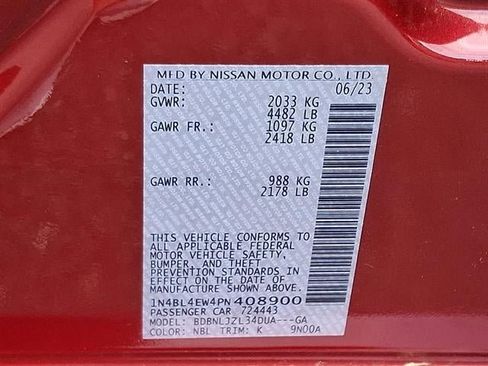 MFD BY NISSAN MOTOR CO., LTD.
DATE: 06/23
GVWR: 2033 KG
4482 LB
GAWR FR.: 1097 KG
2418 LB
GAWR RR.: 988 KG
2178 LB
THIS VEHICLE CONFORMS TO
ALL APPLICABLE FEDERAL
MOTOR VEHICLE SAFETY,
BUMPER, AND THEFT
PREVENTION STANDARDS
IN EFFECT ON THE DATE OF
MANUFACTURE SHOWN ABOVE.
1N4BL4EW4PN408900
PASSENGER CAR 724443
MODEL: BDBNLJZL34DUA---GA
COLOR: NBL TRIM: K 9N00A